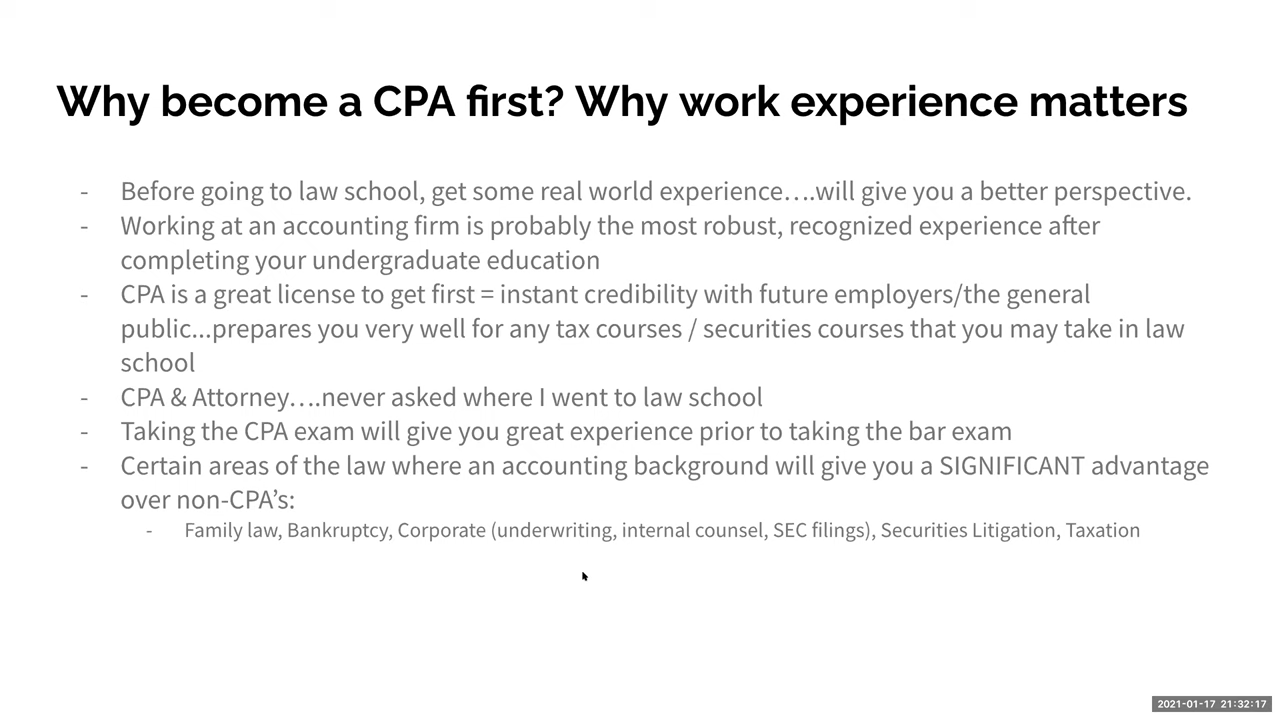 Why become a CPA first? Why work experience matters
- Before going to law school, get some real world experience….will give you a better perspective.
- Working at an accounting firm is probably the most robust, recognized experience after
completing your undergraduate education
- CPA is a great license to get first = instant credibility with future employers/the general
public...prepares you very well for any tax courses / securities courses that you may take in law
school
- CPA & Attorney….never asked where I went to law school
- Taking the CPA exam will give you great experience prior to taking the bar exam
- Certain areas of the law where an accounting background will give you a SIGNIFICANT advantage
over non-CPA’s:
- Family law, Bankruptcy, Corporate (underwriting, internal counsel, SEC filings), Securities Litigation, Taxation
2021-01-17 21:32:17